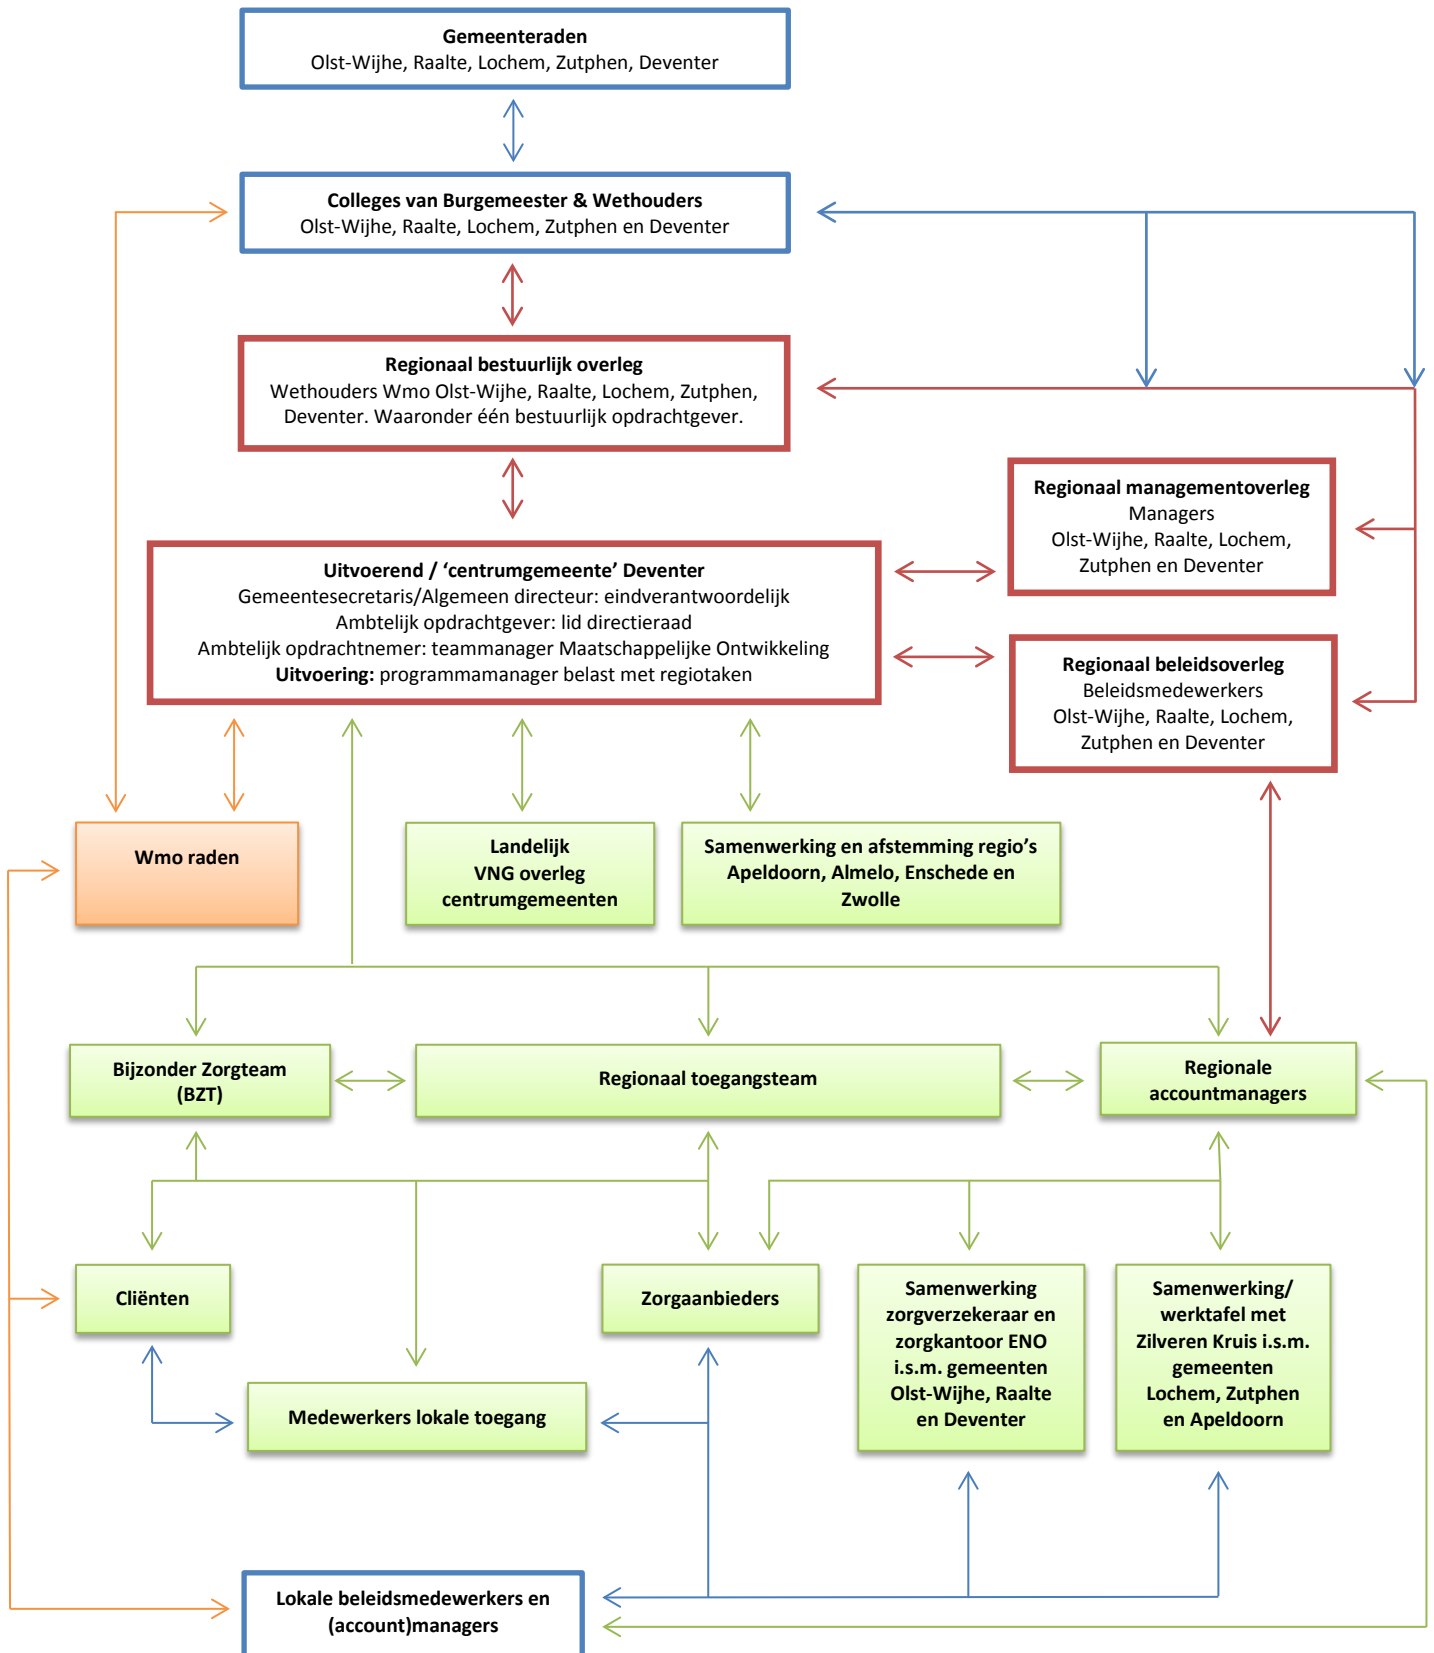 Gemeenteraden
Olst-Wijhe, Raalte, Lochem, Zutphen, Deventer
Colleges van Burgemeester & Wethouders
Olst-Wijhe, Raalte, Lochem, Zutphen en Deventer
Regionaal bestuurlijk overleg
Wethouders Wmo Olst-Wijhe, Raalte, Lochem, Zutphen,
Deventer. Waaronder één bestuurlijk opdrachtgever.
Regionaal managementoverleg
Managers
Olst-Wijhe, Raalte, Lochem,
Zutphen en Deventer
Uitvoerend / ‘centrumgemeente’ Deventer
Gemeentesecretaris/Algemeen directeur: eindverantwoordelijk
Ambtelijk opdrachtgever: lid directieraad
Ambtelijk opdrachtnemer: teammanager Maatschappelijke Ontwikkeling
Uitvoering: programmamanager belast met regiotaken
Regionaal beleidsoverleg
Beleidsmedewerkers
Olst-Wijhe, Raalte, Lochem,
Zutphen en Deventer
Wmo raden
Landelijk
VNG overleg
centrumgemeenten
Samenwerking en afstemming regio’s
Apeldoorn, Almelo, Enschede en
Zwolle
Bijzonder Zorgteam
(BZT)
Regionaal toegangsteam
Regionale
accountmanagers
Cliënten
Zorgaanbieders
Samenwerking
zorgverzekeraar en
zorgkantoor ENO
i.s.m. gemeenten
Olst-Wijhe, Raalte
en Deventer
Samenwerking/
werktafel met
Zilveren Kruis i.s.m.
gemeenten
Lochem, Zutphen
en Apeldoorn
Medewerkers lokale toegang
Lokale beleidsmedewerkers en
(account)managers